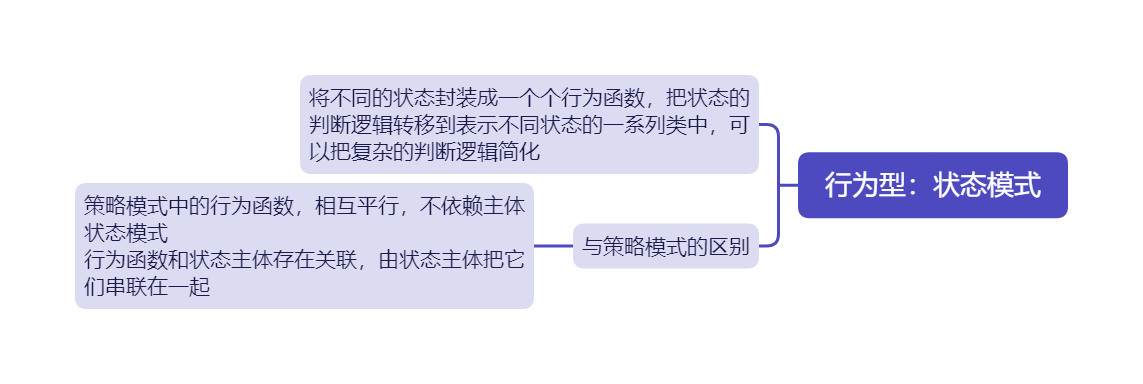 将不同的状态封装成一个个行为函数，把状态的
判断逻辑转移到表示不同状态的一系列类中，可
以把复杂的判断逻辑简化
行为型：状态模式
策略模式中的行为函数，相互平行，不依赖主体
状态模式
行为函数和状态主体存在关联，由状态主体把它
们串联在一起
与策略模式的区别